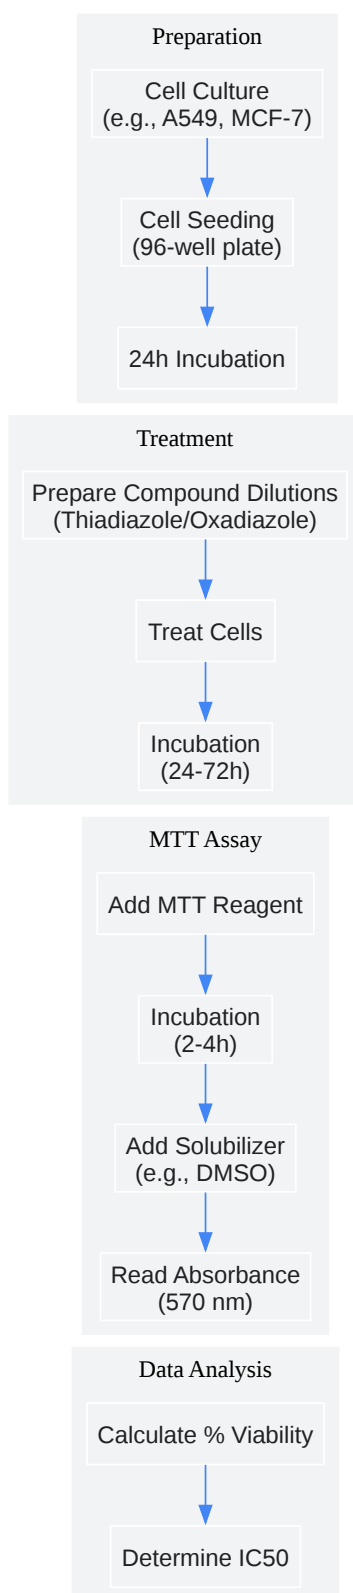 Preparation
Cell Culture
(e.g., A549, MCF-7)
Cell Seeding
(96-well plate)
24h Incubation
Treatment
Prepare Compound Dilutions
(Thiadiazole/Oxadiazole)
Treat Cells
Incubation
(24-72h)
MTT Assay
Add MTT Reagent
Incubation
(2-4h)
Add Solubilizer
(e.g., DMSO)
Read Absorbance
(570 nm)
Data Analysis
Calculate % Viability
Determine IC50